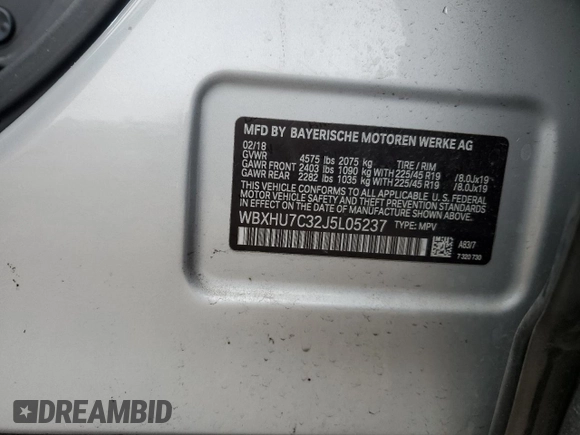 MFD BY BAYERISCHE MOTOREN WERKE AG
02/18
GVWR 4575 lbs 2075 kg TIRE / RIM
GAWR FRONT 2403 lbs 1090 kg WITH 225/45 R19 /8.0Jx19
GAWR REAR 2282 lbs 1035 kg WITH 225/45 R19 /8.0Jx19
THIS VEHICLE CONFORMS TO ALL APPLICABLE U.S. FEDERAL
MOTOR VEHICLE SAFETY AND THEFT PREVENTION STANDARDS
IN EFFECT ON THE DATE OF MANUFACTURE SHOWN ABOVE.
WBXHU7C32J5L05237 TYPE: MPV
A83/7
7 320 730
DREAMBID